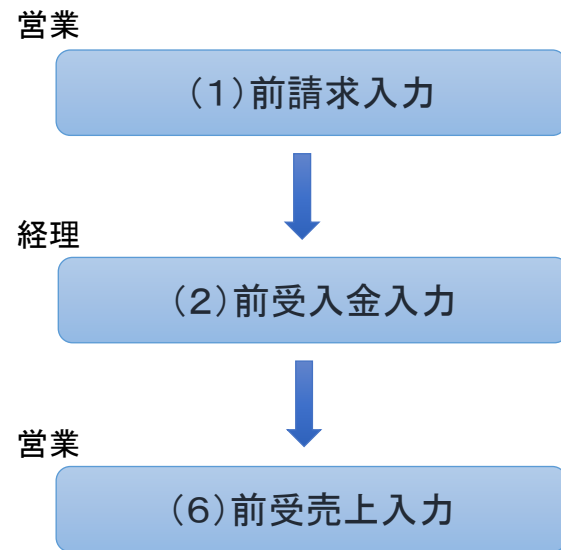 営業
（１）前請求入力
経理
（２）前受入金入力
営業
（６）前受売上入力